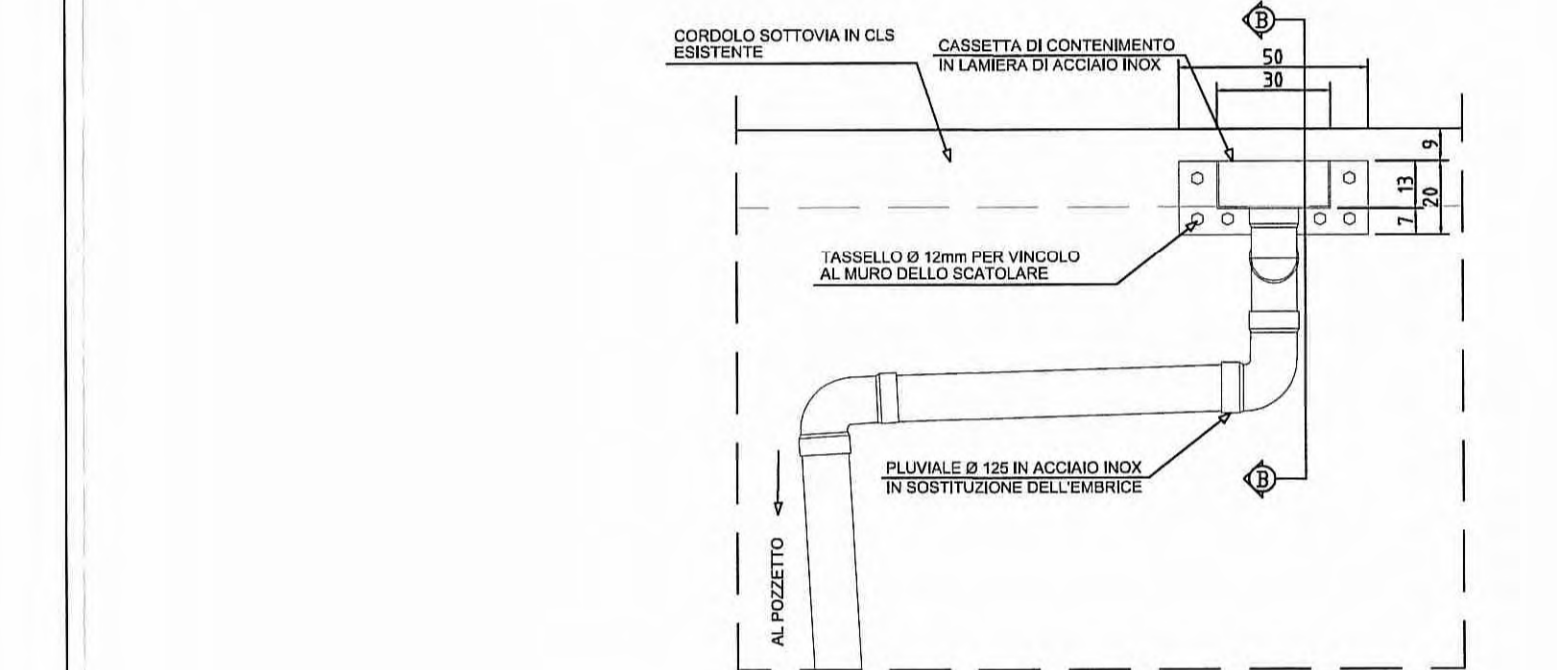 B
CORDOLO SOTTOVIA IN CLS
ESISTENTE
CASSETTA DI CONTENIMENTO
IN LAMIERA DI ACCIAIO INOX
50
30
9
13
20
7
TASSELLO Ø 12mm PER VINCOLO
AL MURO DELLO SCATOLARE
PLUVIALE Ø 125 IN ACCIAIO INOX
IN SOSTITUZIONE DELL'EMBRICE
B
AL POZZETTO